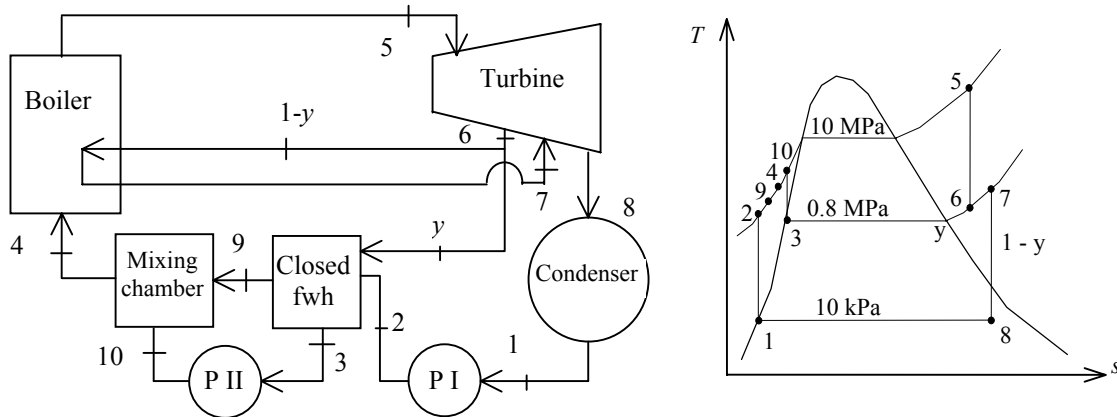 5
Turbine
Boiler
1-y
6
7
8
4
9
y
Mixing
chamber
Closed
fwh
Condenser
2
10
3
1
P II
P I
T
5
10 MPa
10
4
9
2
6
7
3
0.8 MPa
y
1 - y
10 kPa
1
8
s